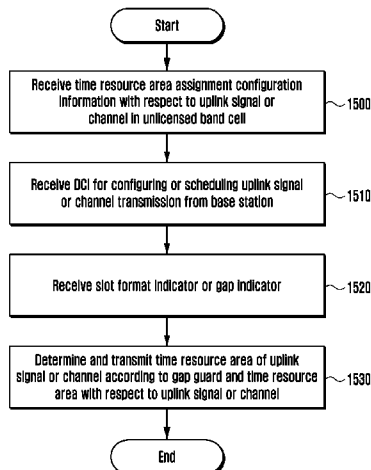 Start
Receive time resource area assignment configuration
information with respect to uplink signal or
channel in unlicensed band cell
1500
Receive DCI for configuring or scheduling uplink signal
or channel transmission from base station
1510
Receive slot format indicator or gap indicator
1520
Determine and transmit time resource area of uplink
signal or channel according to gap guard and time resource
area with respect to uplink signal or channel
1530
End